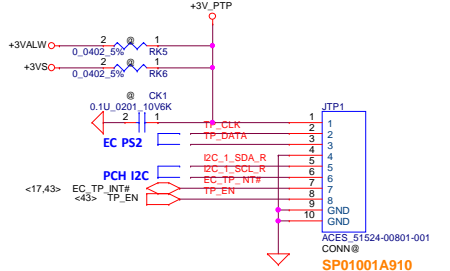 +3V_PTP
+3VALW 2 @ 1
0_0402_5% RK5
+3VS 2 @ 1
0_0402_5% RK6
@ CK1
0.1U_0201_10V6K
2 1
JTP1
1 1
TP_CLK 2 2
EC PS2 TP_DATA 3 3
4 4
I2C_1_SDA_R 5 5
PCH I2C I2C_1_SCL_R 6 6
EC_TP_INT# 7 7
<17,43> EC_TP_INT#
TP_EN 8 8
<43> TP_EN
9 GND
10 GND
ACES_51524-00801-001
CONN@
SP01001A910